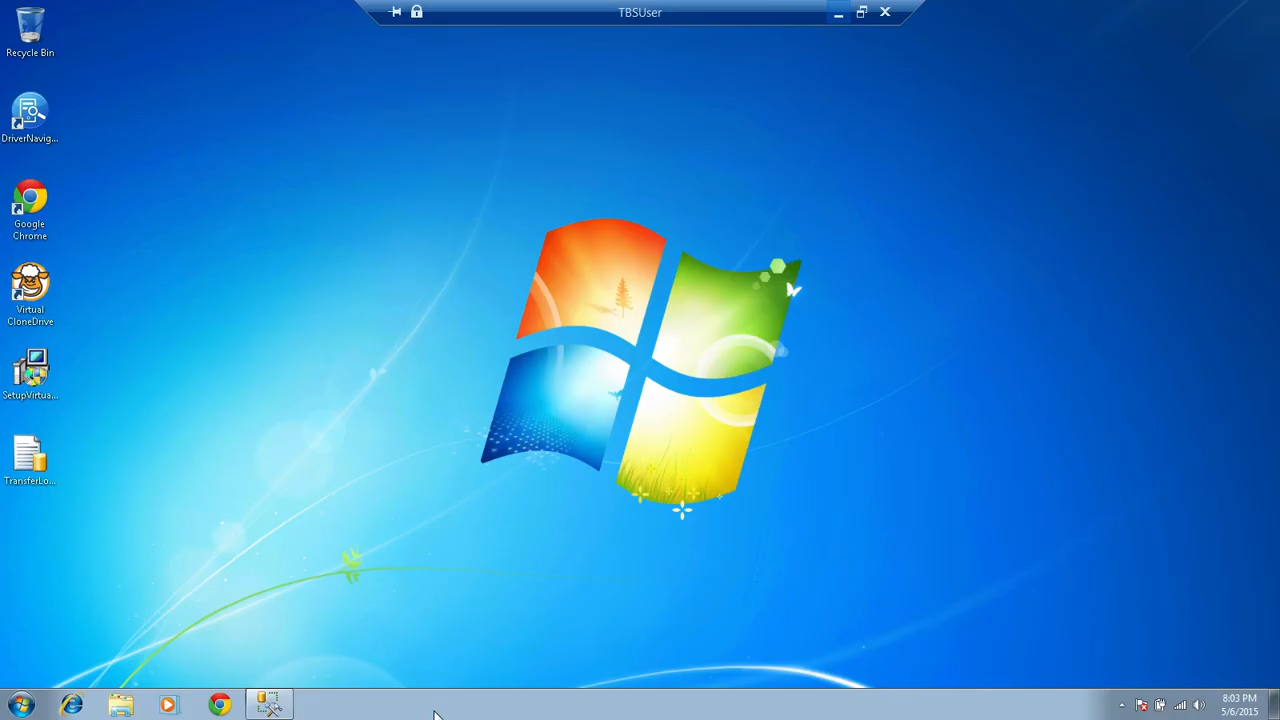 TBSUser
Recycle Bin
DriverNavig...
Google
Chrome
Virtual
CloneDrive
SetupVirtua...
TransferLo...
8:03 PM
5/6/2015